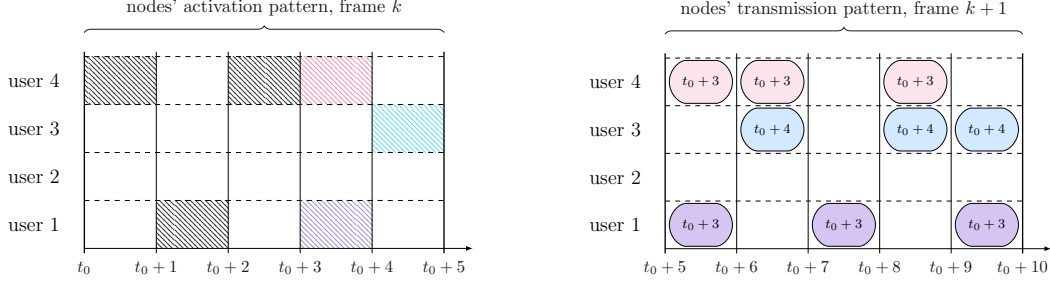 nodes' activation pattern, frame k
user 4
user 3
user 2
user 1
t₀ t₀ + 1 t₀ + 2 t₀ + 3 t₀ + 4 t₀ + 5
nodes' transmission pattern, frame k + 1
user 4 t₀ + 3 t₀ + 3 t₀ + 3
user 3 t₀ + 4 t₀ + 4 t₀ + 4
user 2
user 1 t₀ + 3 t₀ + 3 t₀ + 3
t₀ + 5 t₀ + 6 t₀ + 7 t₀ + 8 t₀ + 9 t₀ + 10